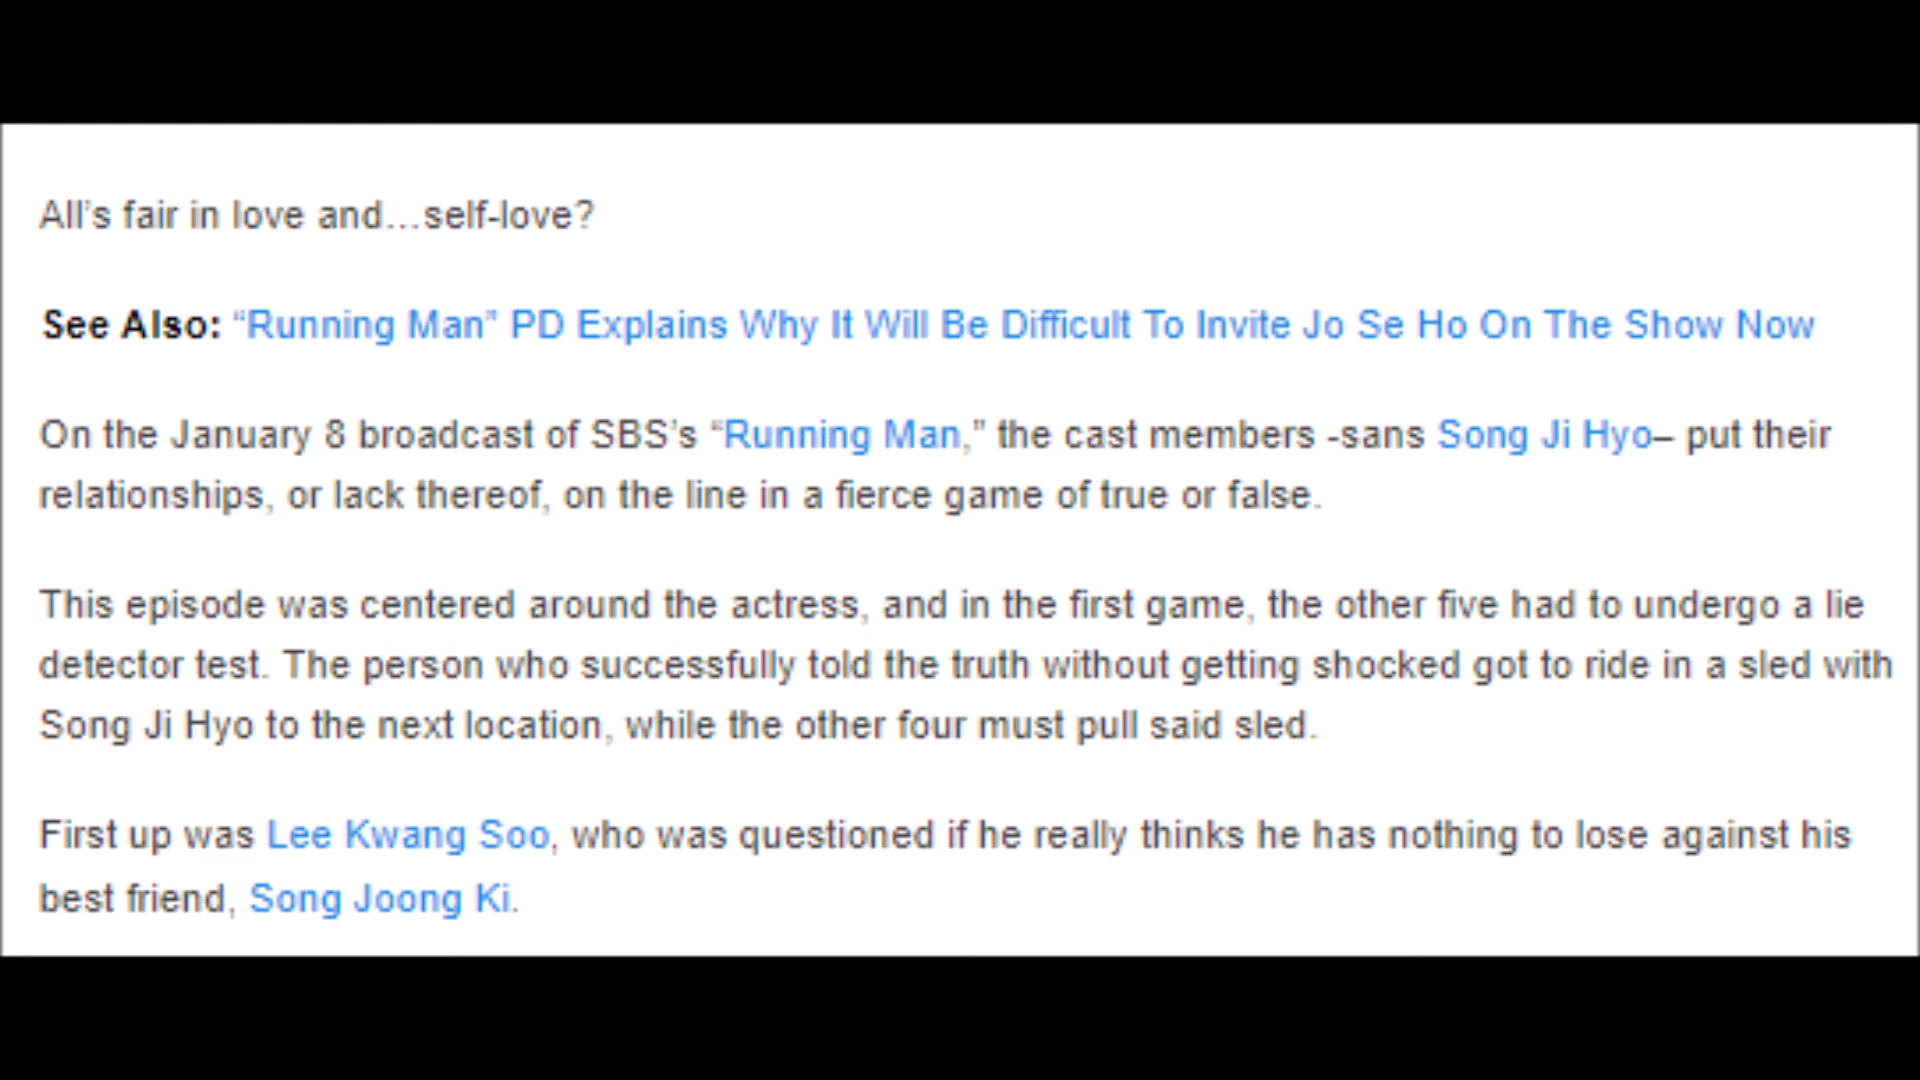 All’s fair in love and…self-love?
See Also: “Running Man” PD Explains Why It Will Be Difficult To Invite Jo Se Ho On The Show Now
On the January 8 broadcast of SBS’s “Running Man,” the cast members -sans Song Ji Hyo– put their
relationships, or lack thereof, on the line in a fierce game of true or false.
This episode was centered around the actress, and in the first game, the other five had to undergo a lie
detector test. The person who successfully told the truth without getting shocked got to ride in a sled with
Song Ji Hyo to the next location, while the other four must pull said sled.
First up was Lee Kwang Soo, who was questioned if he really thinks he has nothing to lose against his
best friend, Song Joong Ki.